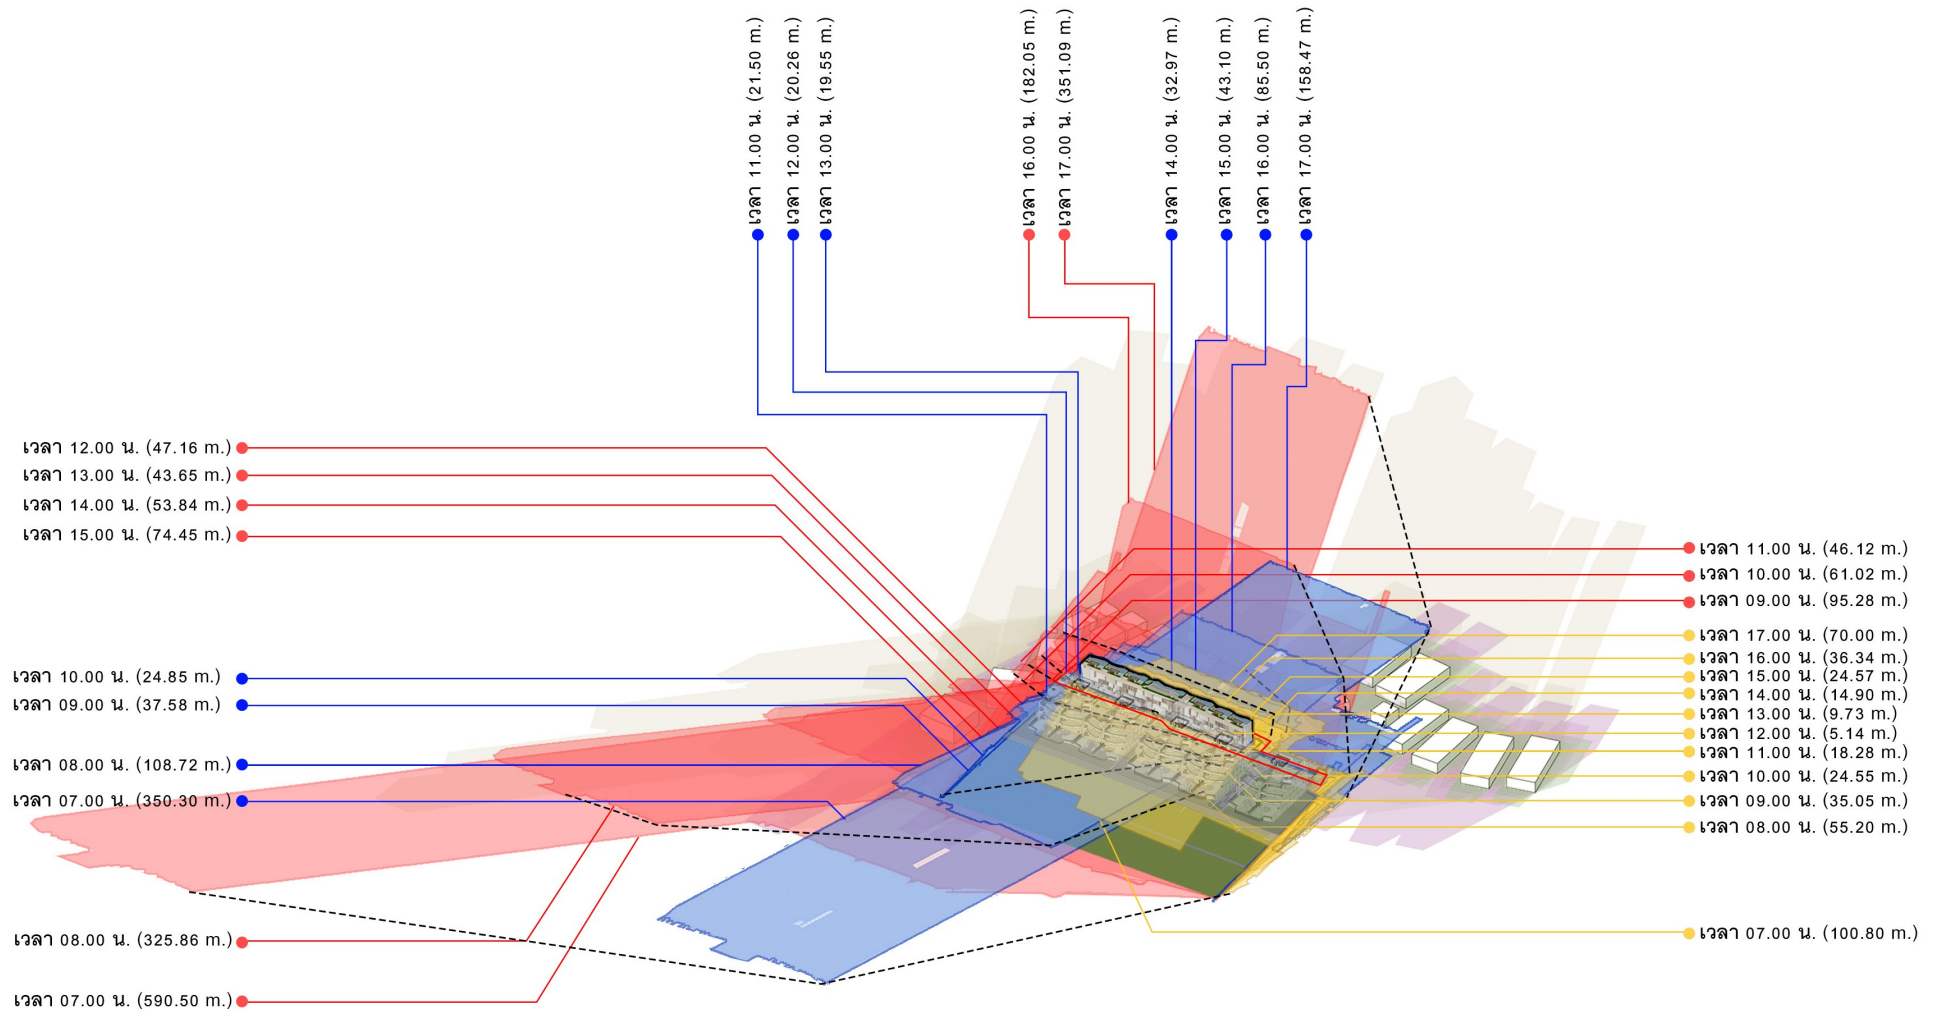 เวลา 11.00 น. (21.50 m.)
เวลา 12.00 น. (20.26 m.)
เวลา 13.00 น. (19.55 m.)
เวลา 16.00 น. (182.05 m.)
เวลา 17.00 น. (351.09 m.)
เวลา 14.00 น. (32.97 m.)
เวลา 15.00 น. (43.10 m.)
เวลา 16.00 น. (85.50 m.)
เวลา 17.00 น. (158.47 m.)
เวลา 12.00 น. (47.16 m.)
เวลา 13.00 น. (43.65 m.)
เวลา 14.00 น. (53.84 m.)
เวลา 15.00 น. (74.45 m.)
เวลา 10.00 น. (24.85 m.)
เวลา 09.00 น. (37.58 m.)
เวลา 08.00 น. (108.72 m.)
เวลา 07.00 น. (350.30 m.)
เวลา 08.00 น. (325.86 m.)
เวลา 07.00 น. (590.50 m.)
เวลา 11.00 น. (46.12 m.)
เวลา 10.00 น. (61.02 m.)
เวลา 09.00 น. (95.28 m.)
เวลา 17.00 น. (70.00 m.)
เวลา 16.00 น. (36.34 m.)
เวลา 15.00 น. (24.57 m.)
เวลา 14.00 น. (14.90 m.)
เวลา 13.00 น. (9.73 m.)
เวลา 12.00 น. (5.14 m.)
เวลา 11.00 น. (18.28 m.)
เวลา 10.00 น. (24.55 m.)
เวลา 09.00 น. (35.05 m.)
เวลา 08.00 น. (55.20 m.)
เวลา 07.00 น. (100.80 m.)